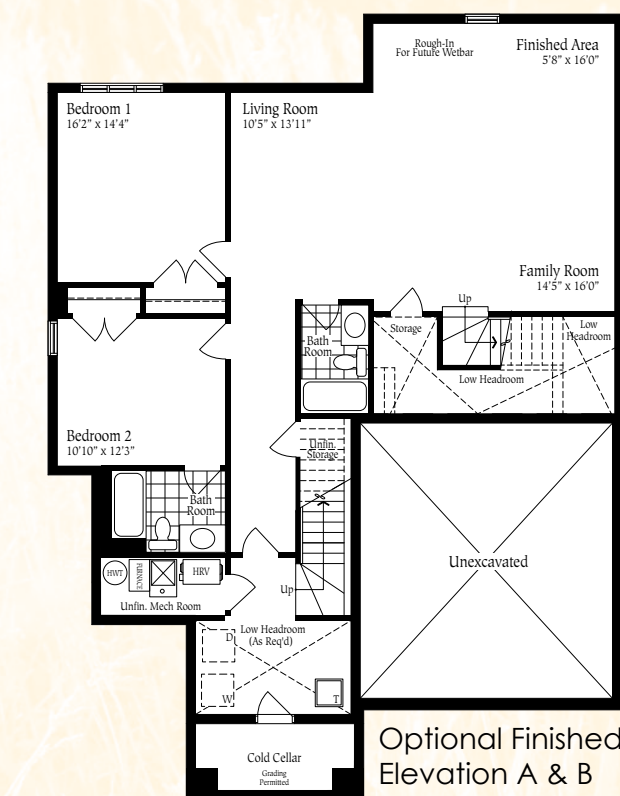 Rough-In
For Future Wetbar
Finished Area
5'8" x 16'0"
Bedroom 1
16'2" x 14'4"
Living Room
10'5" x 13'11"
Family Room
14'5" x 16'0"
Up
Storage
Low
Headroom
Bath
Room
Low Headroom
Bedroom 2
10'10" x 12'3"
Unfin.
Storage
Bath
Room
Unexcavated
HWT
FURNACE
HRV
Up
Unfin. Mech Room
Low Headroom
(As Req'd)
D
W
T
Cold Cellar
Grading
Permitted
Optional Finished
Elevation A & B